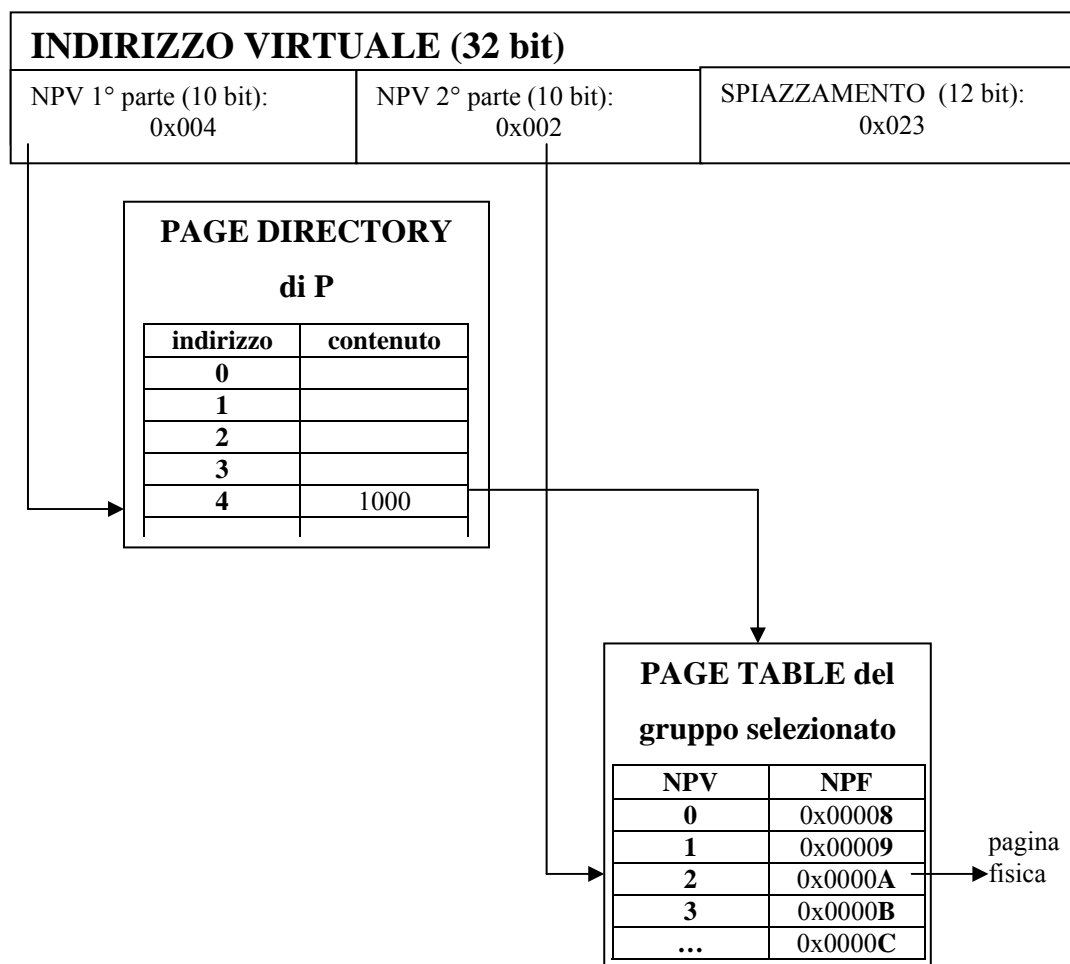 INDIRIZZO VIRTUALE (32 bit)
NPV 1° parte (10 bit):
0x004
NPV 2° parte (10 bit):
0x002
SPIAZZAMENTO (12 bit):
0x023
PAGE DIRECTORY
di P
indirizzo contenuto
0
1
2
3
4 1000
PAGE TABLE del
gruppo selezionato
NPV NPF
0 0x00008
1 0x00009
2 0x0000A
3 0x0000B
… 0x0000C
pagina
fisica